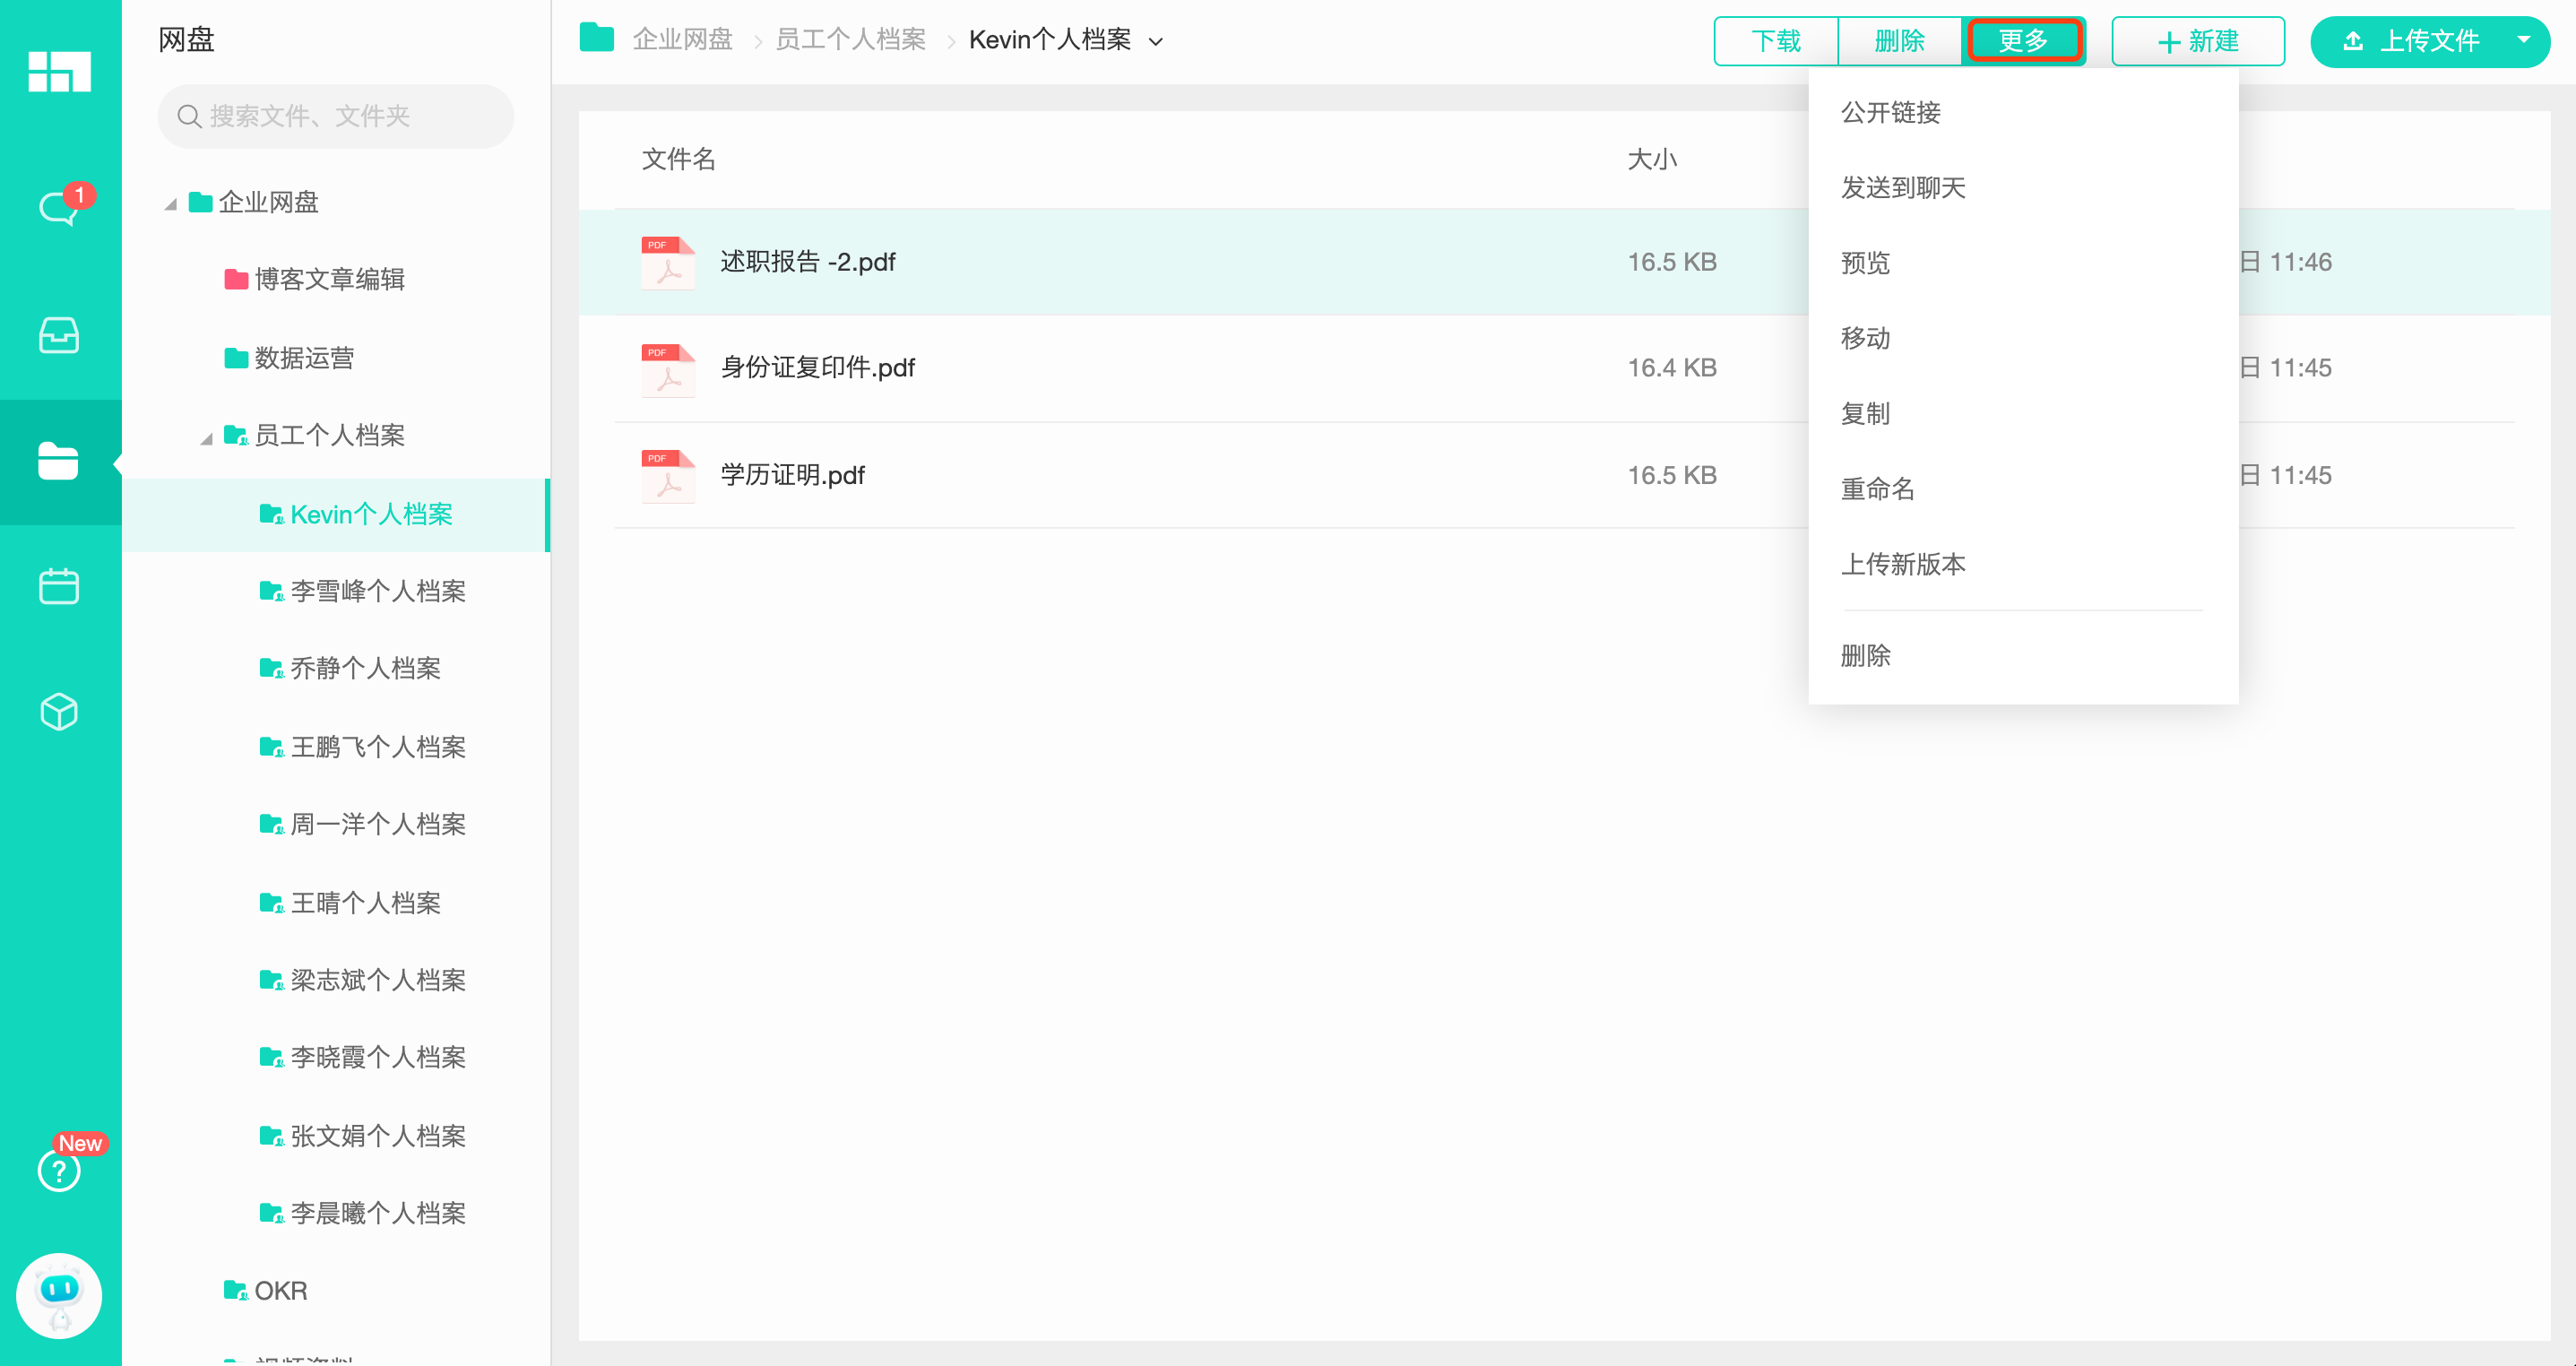 网盘
搜索文件、文件夹
1
企业网盘
博客文章编辑
数据运营
员工个人档案
Kevin个人档案
李雪峰个人档案
乔静个人档案
王鹏飞个人档案
周一洋个人档案
王晴个人档案
梁志斌个人档案
李晓霞个人档案
张文娟个人档案
李晨曦个人档案
OKR
New
?
企业网盘 > 员工个人档案 > Kevin个人档案
下载 删除 更多 + 新建 上传文件
文件名 大小
PDF 述职报告 -2.pdf 16.5 KB 日 11:46
PDF 身份证复印件.pdf 16.4 KB 日 11:45
PDF 学历证明.pdf 16.5 KB 日 11:45
公开链接
发送到聊天
预览
移动
复制
重命名
上传新版本
删除